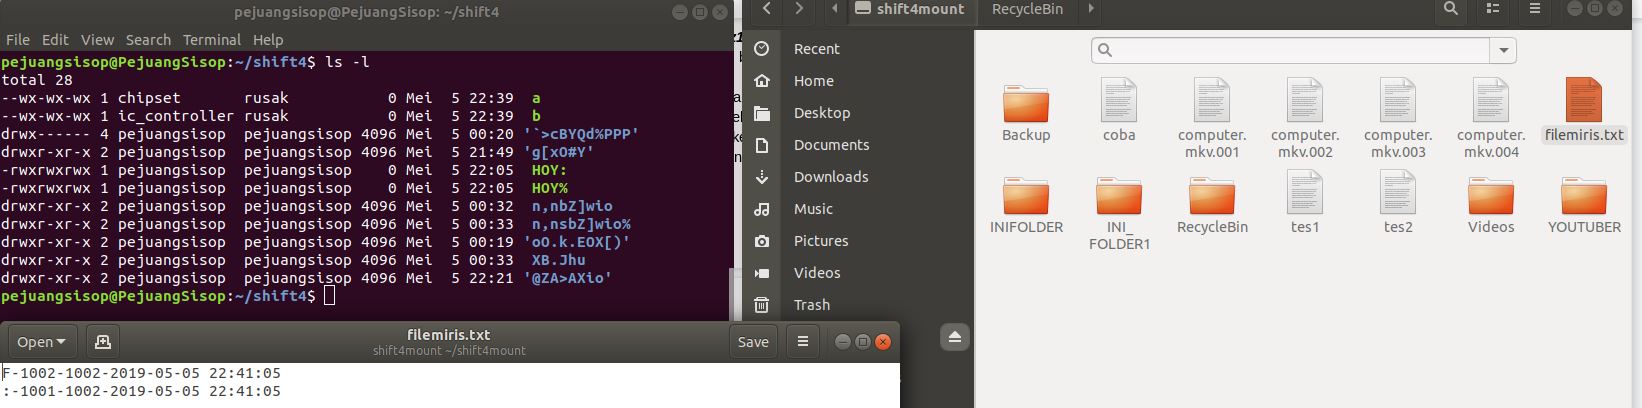 pejuangsisop@PejuangSisop: ~/shift4
File Edit View Search Terminal Help
pejuangsisop@PejuangSisop:~/shift4$ ls -l
total 28
--wx-wx-wx 1 chipset       rusak           0 Mei  5 22:39  a
--wx-wx-wx 1 ic_controller rusak           0 Mei  5 22:39  b
drwx------ 4 pejuangsisop  pejuangsisop 4096 Mei  5 00:20 '`>cBYQd%PPP'
drwxr-xr-x 2 pejuangsisop  pejuangsisop 4096 Mei  5 21:49 'g[xO#Y'
-rwxrwxrwx 1 pejuangsisop  pejuangsisop    0 Mei  5 22:05  HOY:
-rwxrwxrwx 1 pejuangsisop  pejuangsisop    0 Mei  5 22:05  HOY%
drwxr-xr-x 2 pejuangsisop  pejuangsisop 4096 Mei  5 00:32  n,nbZ]wio
drwxr-xr-x 2 pejuangsisop  pejuangsisop 4096 Mei  5 00:33  n,nsbZ]wio%
drwxr-xr-x 2 pejuangsisop  pejuangsisop 4096 Mei  5 00:19 'oO.k.EOX[)'
drwxr-xr-x 2 pejuangsisop  pejuangsisop 4096 Mei  5 00:33  XB.Jhu
drwxr-xr-x 2 pejuangsisop  pejuangsisop 4096 Mei  5 22:21 '@ZA>AXio'
pejuangsisop@PejuangSisop:~/shift4$
Open
filemiris.txt
shift4mount ~/shift4mount
Save
F-1002-1002-2019-05-05 22:41:05
:-1001-1002-2019-05-05 22:41:05
shift4mount
RecycleBin
Recent
Home
Desktop
Documents
Downloads
Music
Pictures
Videos
Trash
Backup
coba
computer.
mkv.001
computer.
mkv.002
computer.
mkv.003
computer.
mkv.004
filemiris.txt
INIFOLDER
INI_
FOLDER1
RecycleBin
tes1
tes2
Videos
YOUTUBER